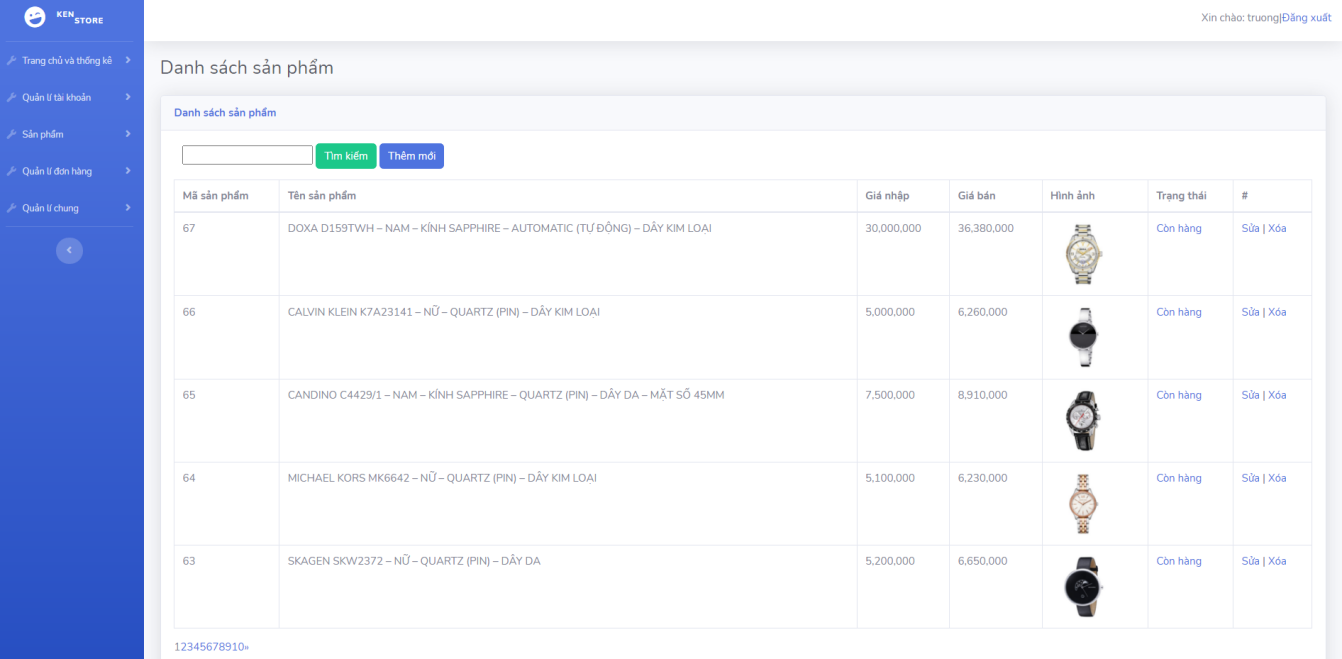 KEN STORE
Xin chào: truong|Đăng xuất
Trang chủ và thống kê
Quản lí tài khoản
Sản phẩm
Quản lí đơn hàng
Quản lí chung
Danh sách sản phẩm
Danh sách sản phẩm
Tìm kiếm Thêm mới
Mã sản phẩm Tên sản phẩm Giá nhập Giá bán Hình ảnh Trạng thái #
67 DOXA D159TWH – NAM – KÍNH SAPPHIRE – AUTOMATIC (TỰ ĐỘNG) – DÂY KIM LOẠI 30,000,000 36,380,000 Còn hàng Sửa | Xóa
66 CALVIN KLEIN K7A23141 – NỮ – QUARTZ (PIN) – DÂY KIM LOẠI 5,000,000 6,260,000 Còn hàng Sửa | Xóa
65 CANDINO C4429/1 – NAM – KÍNH SAPPHIRE – QUARTZ (PIN) – DÂY DA – MẶT SỐ 45MM 7,500,000 8,910,000 Còn hàng Sửa | Xóa
64 MICHAEL KORS MK6642 – NỮ – QUARTZ (PIN) – DÂY KIM LOẠI 5,100,000 6,230,000 Còn hàng Sửa | Xóa
63 SKAGEN SKW2372 – NỮ – QUARTZ (PIN) – DÂY DA 5,200,000 6,650,000 Còn hàng Sửa | Xóa
12345678910»